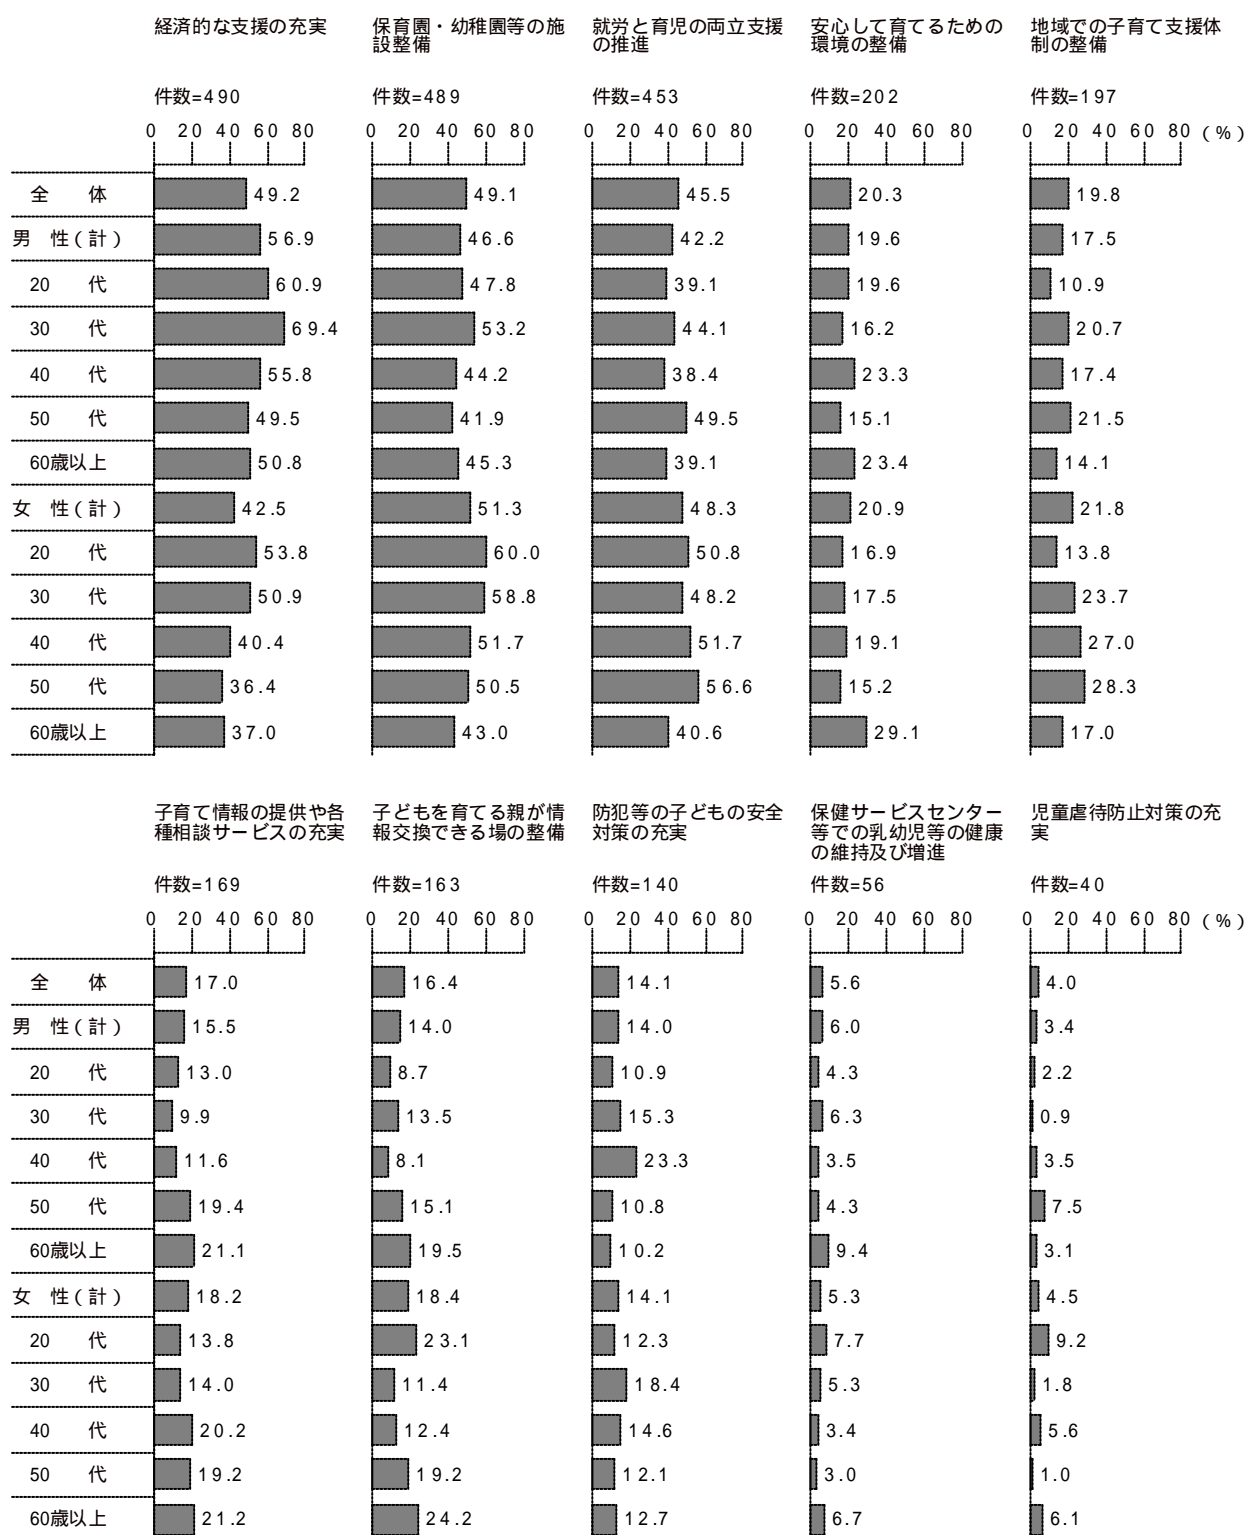 経済的な支援の充実 保育園・幼稚園等の施 就労と育児の両立支援 安心して育てるための 地域での子育て支援体
設整備 の推進 環境の整備 制の整備
件数=490 件数=489 件数=453 件数=202 件数=197
0 20 40 60 80 0 20 40 60 80 0 20 40 60 80 0 20 40 60 80 0 20 40 60 80 (%)
全 体 49.2 49.1 45.5 20.3 19.8
男 性(計) 56.9 46.6 42.2 19.6 17.5
20 代 60.9 47.8 39.1 19.6 10.9
30 代 69.4 53.2 44.1 16.2 20.7
40 代 55.8 44.2 38.4 23.3 17.4
50 代 49.5 41.9 49.5 15.1 21.5
60歳以上 50.8 45.3 39.1 23.4 14.1
女 性(計) 42.5 51.3 48.3 20.9 21.8
20 代 53.8 60.0 50.8 16.9 13.8
30 代 50.9 58.8 48.2 17.5 23.7
40 代 40.4 51.7 51.7 19.1 27.0
50 代 36.4 50.5 56.6 15.2 28.3
60歳以上 37.0 43.0 40.6 29.1 17.0
子育て情報の提供や各 子どもを育てる親が情 防犯等の子どもの安全 保健サービスセンター 児童虐待防止対策の充
種相談サービスの充実 報交換できる場の整備 対策の充実 等での乳幼児等の健康 実
の維持及び増進
件数=169 件数=163 件数=140 件数=56 件数=40
0 20 40 60 80 0 20 40 60 80 0 20 40 60 80 0 20 40 60 80 0 20 40 60 80 (%)
全 体 17.0 16.4 14.1 5.6 4.0
男 性(計) 15.5 14.0 14.0 6.0 3.4
20 代 13.0 8.7 10.9 4.3 2.2
30 代 9.9 13.5 15.3 6.3 0.9
40 代 11.6 8.1 23.3 3.5 3.5
50 代 19.4 15.1 10.8 4.3 7.5
60歳以上 21.1 19.5 10.2 9.4 3.1
女 性(計) 18.2 18.4 14.1 5.3 4.5
20 代 13.8 23.1 12.3 7.7 9.2
30 代 14.0 11.4 18.4 5.3 1.8
40 代 20.2 12.4 14.6 3.4 5.6
50 代 19.2 19.2 12.1 3.0 1.0
60歳以上 21.2 24.2 12.7 6.7 6.1